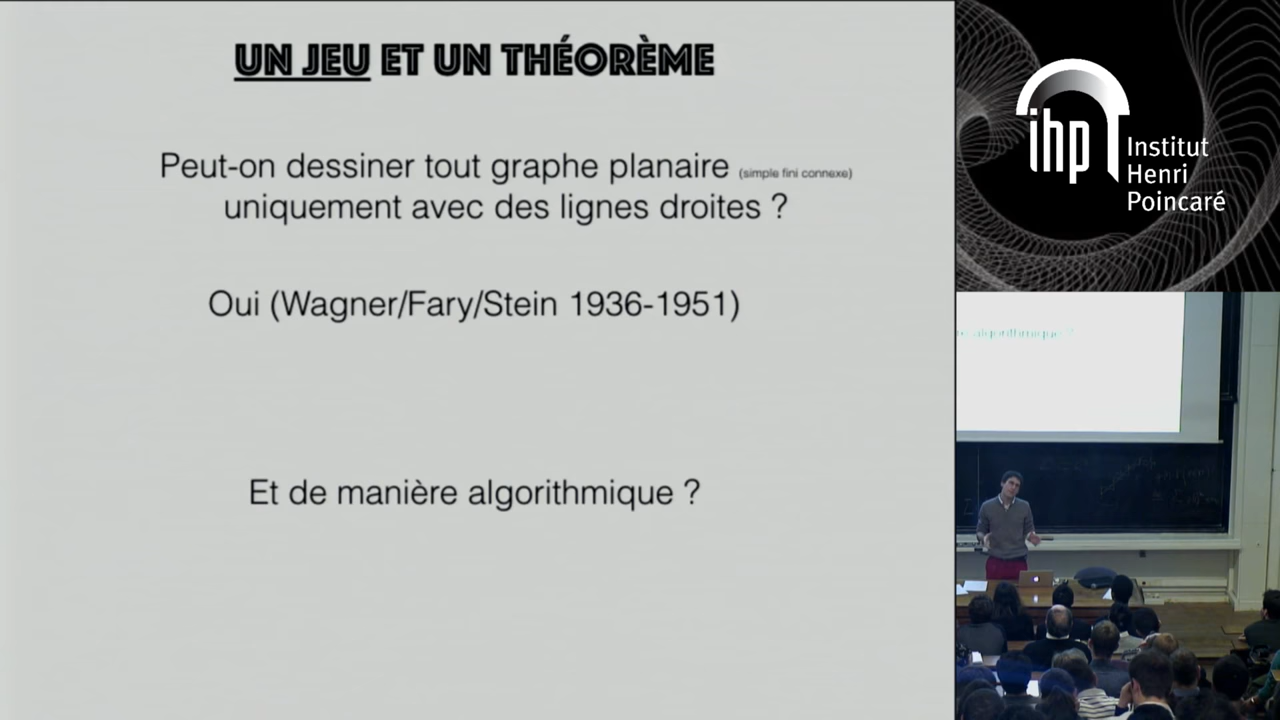 UN JEU ET UN THÉORÈME
Peut-on dessiner tout graphe planaire (simple fini connexe)
uniquement avec des lignes droites ?
Oui (Wagner/Fary/Stein 1936-1951)
Et de manière algorithmique ?
ihp Institut
Henri
Poincaré
algorithmique ?